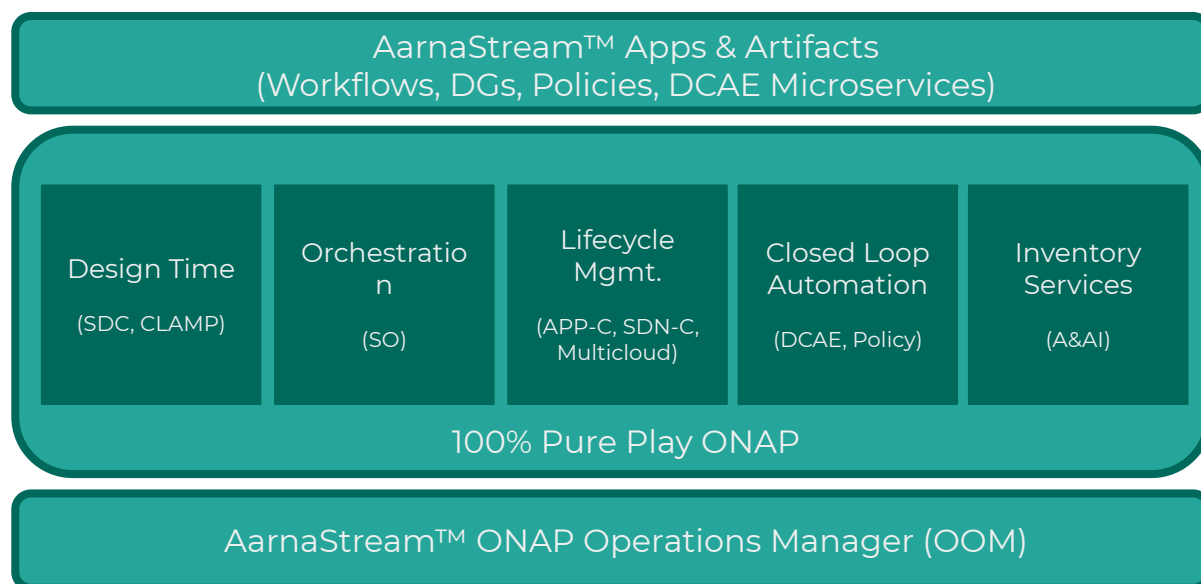 AarnaStream™ Apps & Artifacts
(Workflows, DGs, Policies, DCAE Microservices)
Design Time
(SDC, CLAMP)
Orchestratio
n
(SO)
Lifecycle
Mgmt.
(APP-C, SDN-C,
Multicloud)
Closed Loop
Automation
(DCAE, Policy)
Inventory
Services
(A&AI)
100% Pure Play ONAP
AarnaStream™ ONAP Operations Manager (OOM)